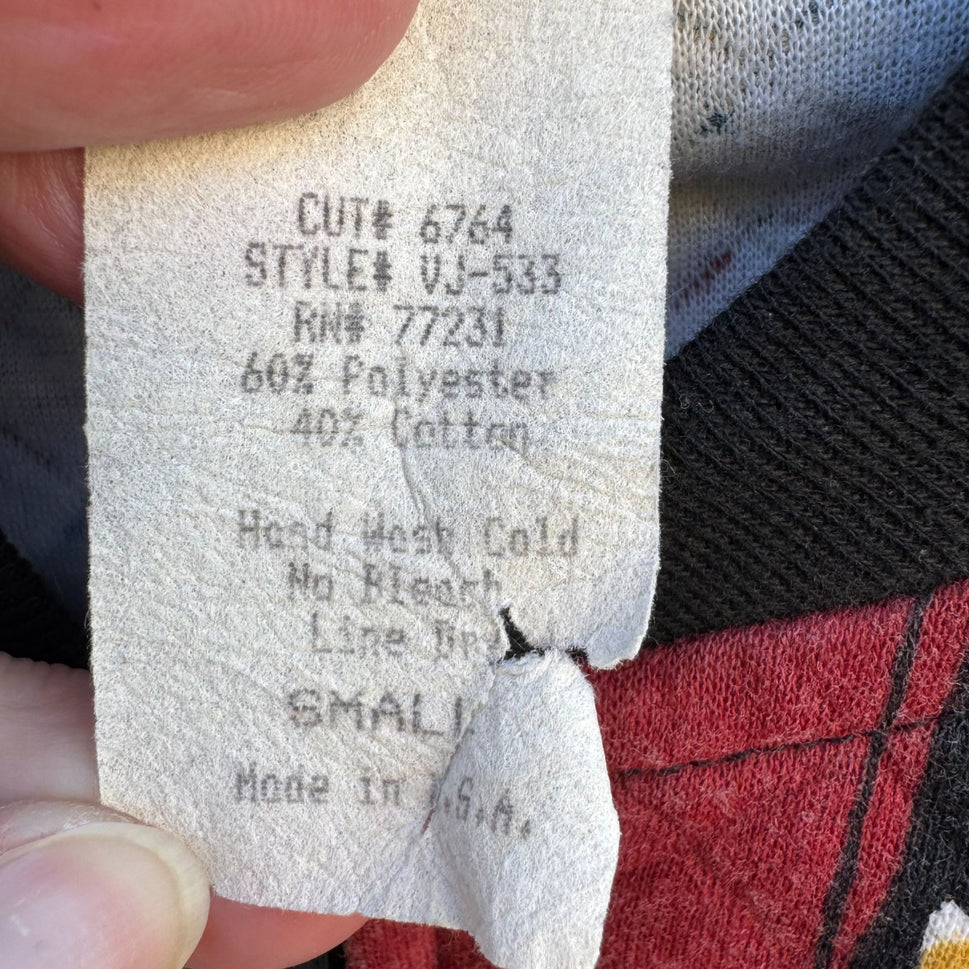 CUT# 6764
STYLE# VJ-533
RN# 77231
60% Polyester
40% Cotton
Hand Wash Cold
No Bleach
Line Dry
SMALL
Made in U.S.A.